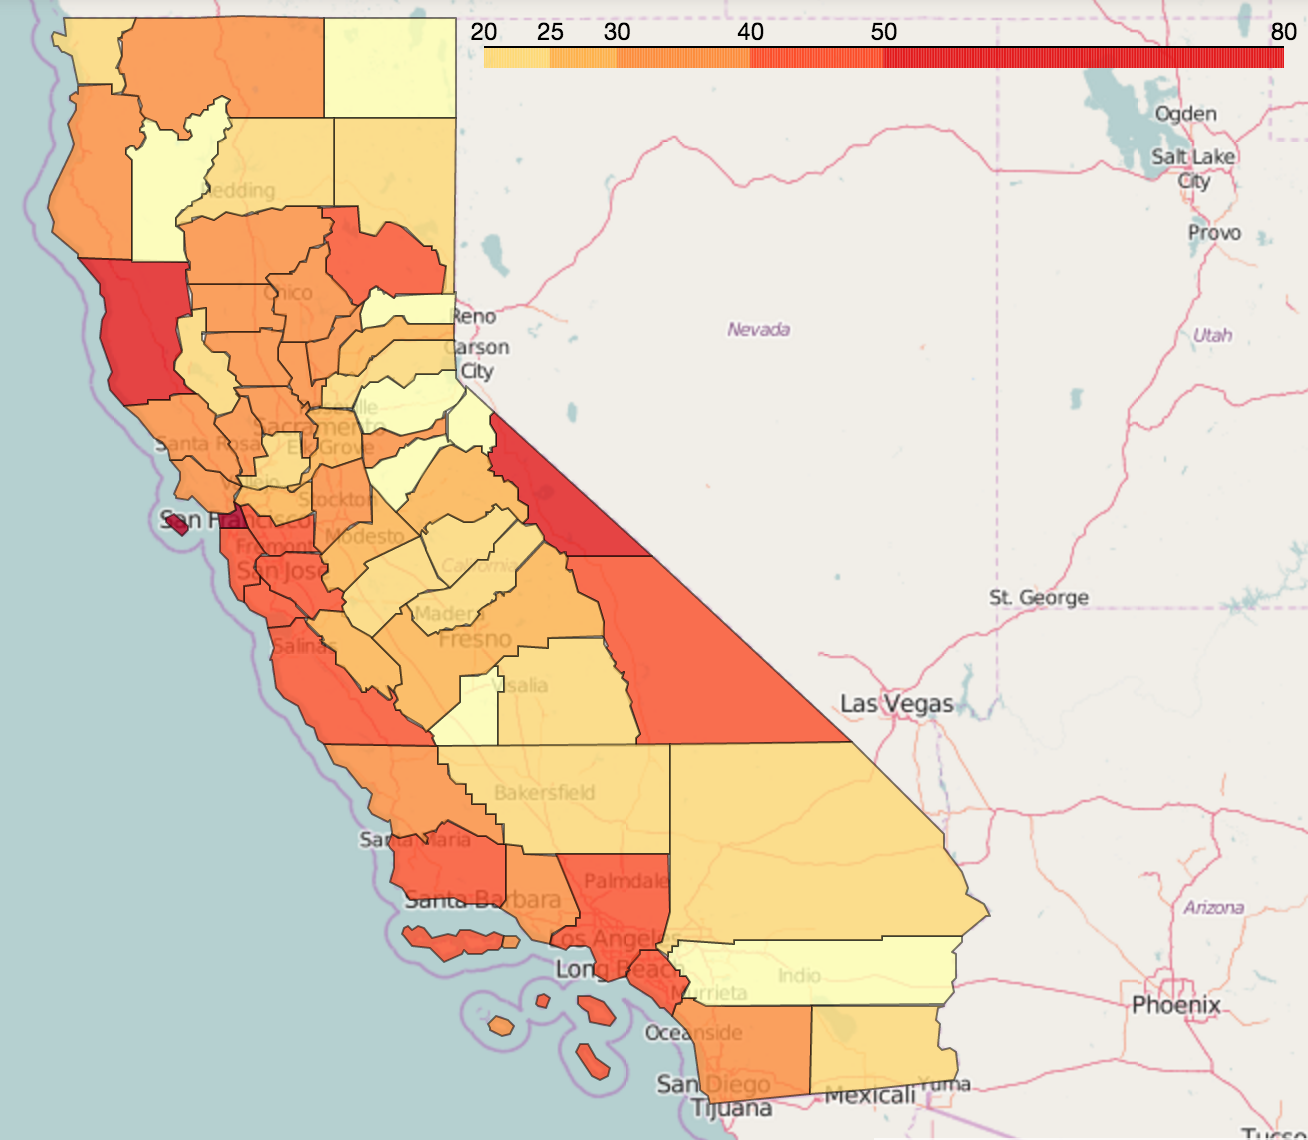 20 25 30 40 50 80
Ogden
Salt Lake
City
Redding
Provo
Chico
Reno
Nevada
Utah
Carson
City
Roseville
Sacramento
Santa Rosa
Elk Grove
Vallejo
Stockton
San Francisco
Modesto
Fremont
California
San Jose
St. George
Madera
Fresno
Salinas
Visalia
Las Vegas
Bakersfield
Santa Maria
Palmdale
Santa Barbara
Arizona
Los Angeles
Long Beach
Indio
Murrieta
Phoenix
Oceanside
San Diego
Yuma
Mexicali
Tijuana